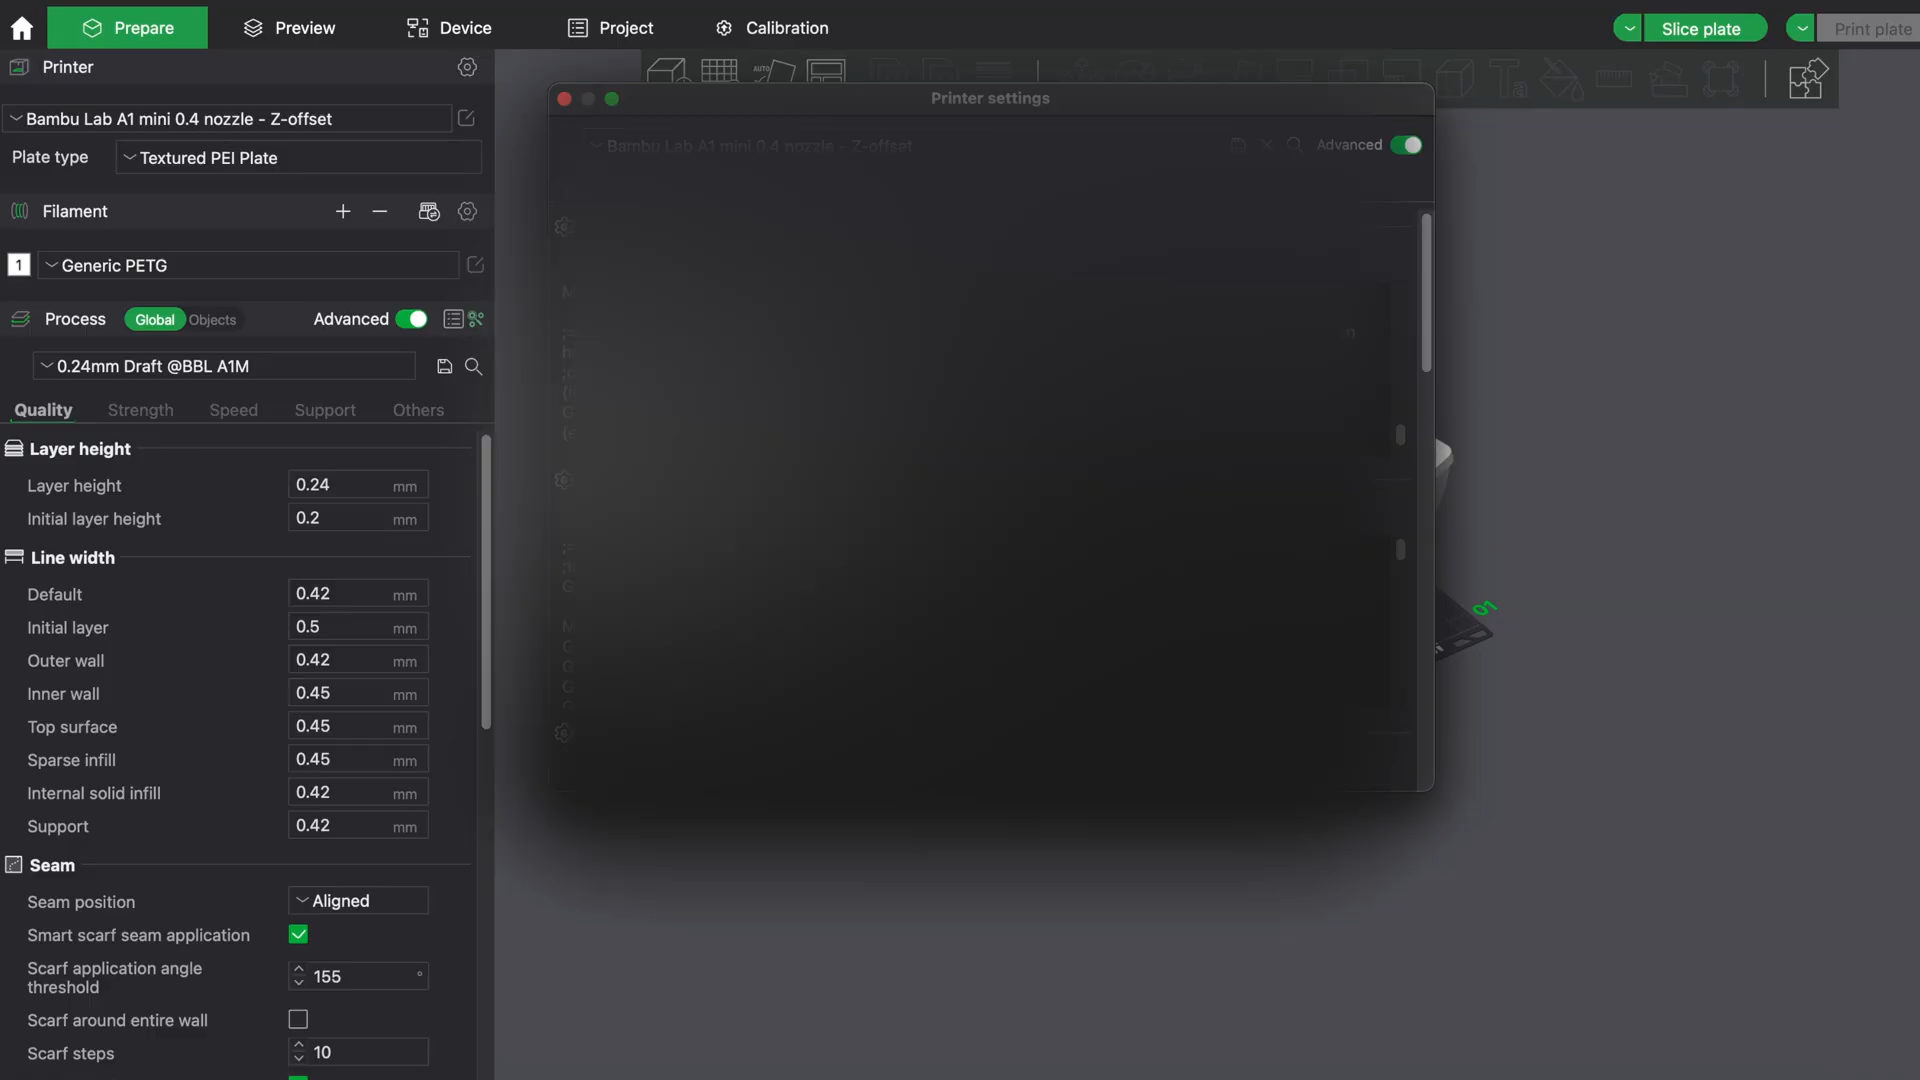 Prepare
Preview
Device
Project
Calibration
Slice plate
Print plate
Printer
Bambu Lab A1 mini 0.4 nozzle - Z-offset
Plate type
Textured PEI Plate
Filament
1
Generic PETG
Process
Global
Objects
Advanced
0.24mm Draft @BBL A1M
Quality
Strength
Speed
Support
Others
Layer height
Layer height 0.24 mm
Initial layer height 0.2 mm
Line width
Default 0.42 mm
Initial layer 0.5 mm
Outer wall 0.42 mm
Inner wall 0.45 mm
Top surface 0.45 mm
Sparse infill 0.45 mm
Internal solid infill 0.42 mm
Support 0.42 mm
Seam
Seam position Aligned
Smart scarf seam application
Scarf application angle
threshold
155 °
Scarf around entire wall
Scarf steps 10
AUTO
Ta
Printer settings
Bambu Lab A1 mini 0.4 nozzle - Z-offset
Advanced
01